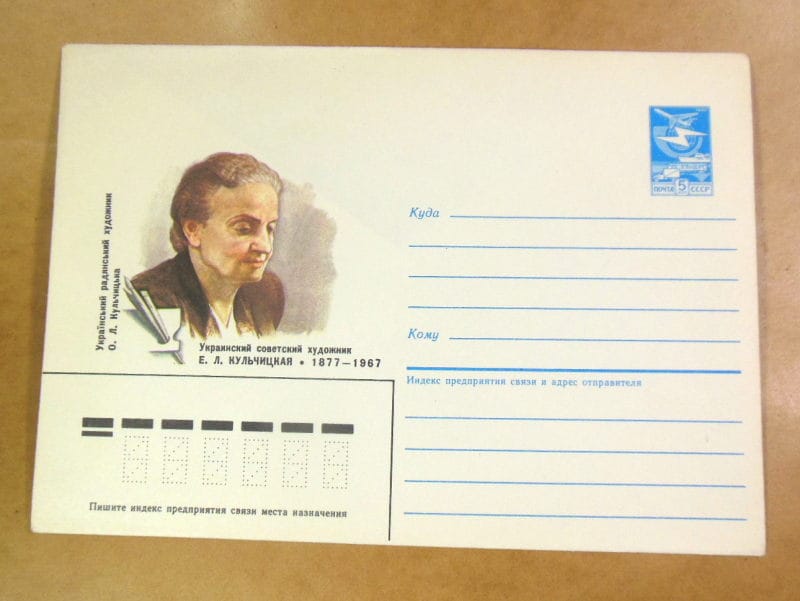 Український радянський художник
О. Л. Кульчицька
Украинский советский художник
Е. Л. КУЛЬЧИЦКАЯ • 1877—1967
ПОЧТА 5 СССР
Куда
Кому
Индекс предприятия связи и адрес отправителя
Пишите индекс предприятия связи места назначения